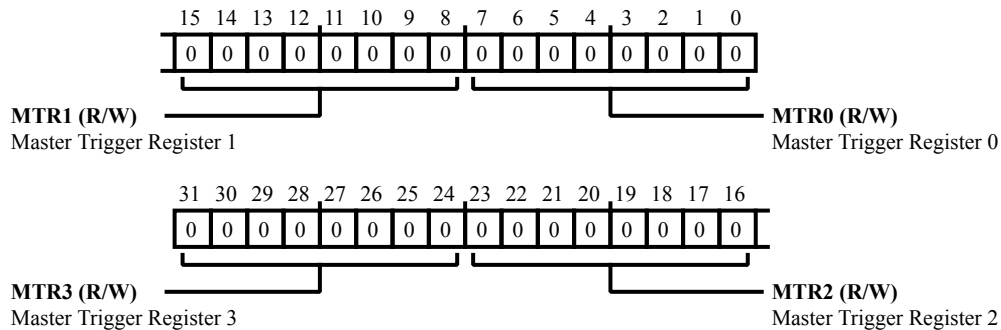 15 14 13 12 11 10 9 8 7 6 5 4 3 2 1 0
0 0 0 0 0 0 0 0 0 0 0 0 0 0 0 0
MTR1 (R/W)
Master Trigger Register 1
MTR0 (R/W)
Master Trigger Register 0
31 30 29 28 27 26 25 24 23 22 21 20 19 18 17 16
0 0 0 0 0 0 0 0 0 0 0 0 0 0 0 0
MTR3 (R/W)
Master Trigger Register 3
MTR2 (R/W)
Master Trigger Register 2